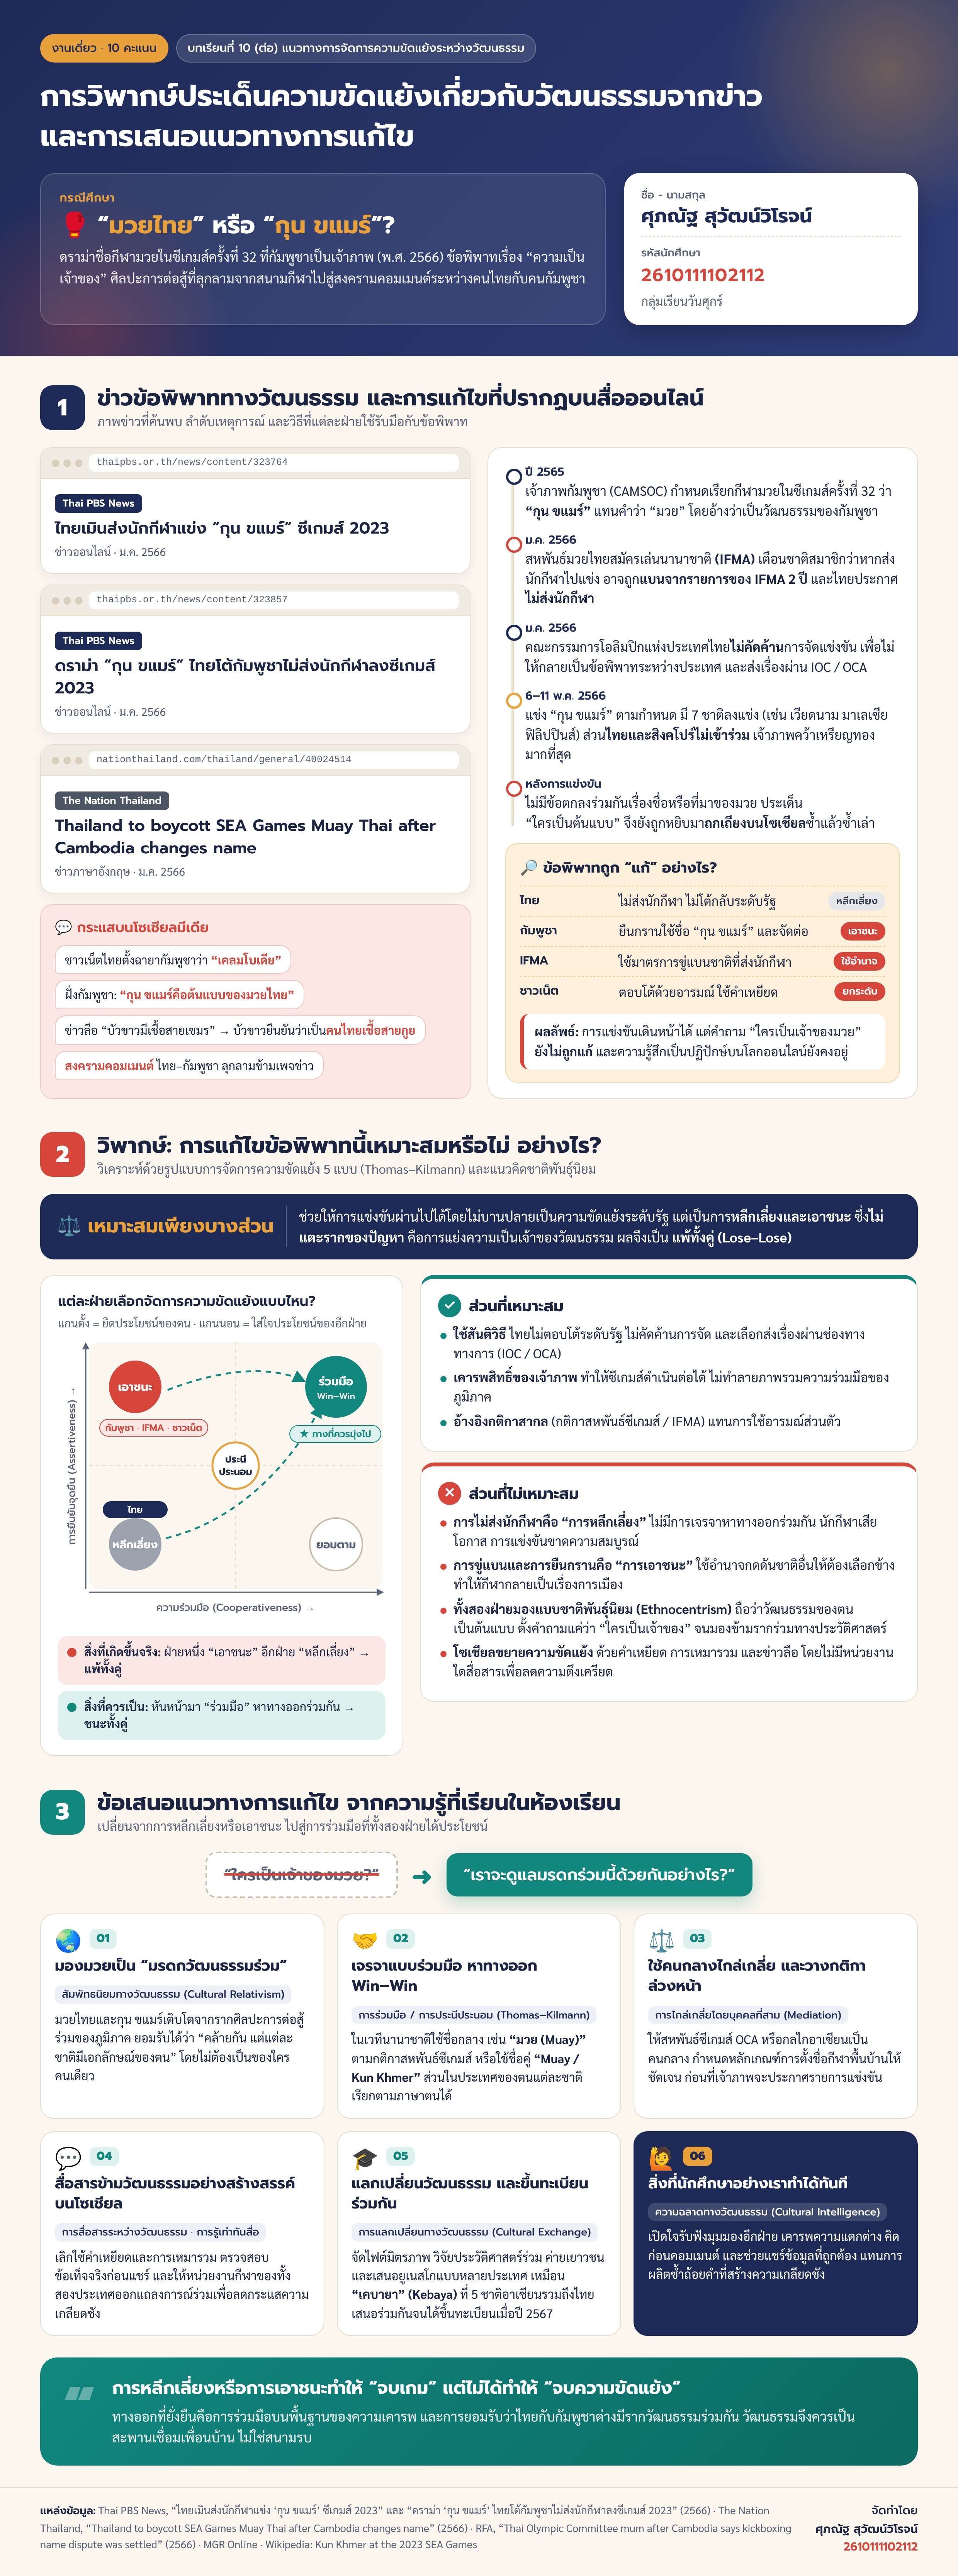 งานเดี่ยว · 10 คะแนน
บทเรียนที่ 10 (ต่อ) แนวทางการจัดการความขัดแย้งระหว่างวัฒนธรรม
การวิพากษ์ประเด็นความขัดแย้งเกี่ยวกับวัฒนธรรมจากข่าว
และการเสนอแนวทางการแก้ไข
กรณีศึกษา
🥊 “มวยไทย” หรือ “กุน ขแมร์”?
ดราม่าชื่อกีฬามวยในซีเกมส์ครั้งที่ 32 ที่กัมพูชาเป็นเจ้าภาพ (พ.ศ. 2566) ข้อพิพาทเรื่อง “ความเป็น
เจ้าของ” ศิลปะการต่อสู้ที่ลุกลามจากสนามกีฬาไปสู่สงครามคอมเมนต์ระหว่างคนไทยกับคนกัมพูชา
ชื่อ - นามสกุล
ศุภณัฐ สุวัฒน์วิโรจน์
รหัสนักศึกษา
2610111102112
กลุ่มเรียนวันศุกร์
1
ข่าวข้อพิพาททางวัฒนธรรม และการแก้ไขที่ปรากฏบนสื่อออนไลน์
ภาพข่าวที่ค้นพบ ลำดับเหตุการณ์ และวิธีที่แต่ละฝ่ายใช้รับมือกับข้อพิพาท
thaipbs.or.th/news/content/323764
Thai PBS News
ไทยเมินส่งนักกีฬาแข่ง “กุน ขแมร์” ซีเกมส์ 2023
ข่าวออนไลน์ · ม.ค. 2566
thaipbs.or.th/news/content/323857
Thai PBS News
ดราม่า “กุน ขแมร์” ไทยโต้กัมพูชาไม่ส่งนักกีฬาลงซีเกมส์
2023
ข่าวออนไลน์ · ม.ค. 2566
nationthailand.com/thailand/general/40024514
The Nation Thailand
Thailand to boycott SEA Games Muay Thai after
Cambodia changes name
ข่าวภาษาอังกฤษ · ม.ค. 2566
💬 กระแสบนโซเชียลมีเดีย
ชาวเน็ตไทยตั้งฉายากัมพูชาว่า “เคลมโบเดีย”
ฝั่งกัมพูชา: “กุน ขแมร์คือต้นแบบของมวยไทย”
ข่าวลือ “บัวขาวมีเชื้อสายเขมร” → บัวขาวยืนยันว่าเป็นคนไทยเชื้อสายกูย
สงครามคอมเมนต์ ไทย–กัมพูชา ลุกลามข้ามเพจข่าว
ปี 2565
เจ้าภาพกัมพูชา (CAMSOC) กำหนดเรียกกีฬามวยในซีเกมส์ครั้งที่ 32 ว่า
“กุน ขแมร์” แทนคำว่า “มวย” โดยอ้างว่าเป็นวัฒนธรรมของกัมพูชา
ม.ค. 2566
สหพันธ์มวยไทยสมัครเล่นนานาชาติ (IFMA) เตือนชาติสมาชิกว่าหากส่ง
นักกีฬาไปแข่ง อาจถูกแบนจากรายการของ IFMA 2 ปี และไทยประกาศ
ไม่ส่งนักกีฬา
ม.ค. 2566
คณะกรรมการโอลิมปิกแห่งประเทศไทยไม่คัดค้านการจัดแข่งขัน เพื่อไม่
ให้กลายเป็นข้อพิพาทระหว่างประเทศ และส่งเรื่องผ่าน IOC / OCA
6–11 พ.ค. 2566
แข่ง “กุน ขแมร์” ตามกำหนด มี 7 ชาติลงแข่ง (เช่น เวียดนาม มาเลเซีย
ฟิลิปปินส์) ส่วนไทยและสิงคโปร์ไม่เข้าร่วม เจ้าภาพคว้าเหรียญทอง
มากที่สุด
หลังการแข่งขัน
ไม่มีข้อตกลงร่วมกันเรื่องชื่อหรือที่มาของมวย ประเด็น
“ใครเป็นต้นแบบ” จึงยังถูกหยิบมาถกเถียงบนโซเชียลซ้ำแล้วซ้ำเล่า
🔎 ข้อพิพาทถูก “แก้” อย่างไร?
ไทย ไม่ส่งนักกีฬา ไม่โต้กลับระดับรัฐ หลีกเลี่ยง
กัมพูชา ยืนกรานใช้ชื่อ “กุน ขแมร์” และจัดต่อ เอาชนะ
IFMA ใช้มาตรการขู่แบนชาติที่ส่งนักกีฬา ใช้อำนาจ
ชาวเน็ต ตอบโต้ด้วยอารมณ์ ใช้คำเหยียด ยกระดับ
ผลลัพธ์: การแข่งขันเดินหน้าได้ แต่คำถาม “ใครเป็นเจ้าของมวย”
ยังไม่ถูกแก้ และความรู้สึกเป็นปฏิปักษ์บนโลกออนไลน์ยังคงอยู่
2
วิพากษ์: การแก้ไขข้อพิพาทนี้เหมาะสมหรือไม่ อย่างไร?
วิเคราะห์ด้วยรูปแบบการจัดการความขัดแย้ง 5 แบบ (Thomas–Kilmann) และแนวคิดชาติพันธุ์นิยม
⚖️ เหมาะสมเพียงบางส่วน
ช่วยให้การแข่งขันผ่านไปได้โดยไม่บานปลายเป็นความขัดแย้งระดับรัฐ แต่เป็นการหลีกเลี่ยงและเอาชนะ ซึ่งไม่
แตะรากของปัญหา คือการแย่งความเป็นเจ้าของวัฒนธรรม ผลจึงเป็น แพ้ทั้งคู่ (Lose–Lose)
แต่ละฝ่ายเลือกจัดการความขัดแย้งแบบไหน?
แกนตั้ง = ยึดประโยชน์ของตน · แกนนอน = ใส่ใจประโยชน์ของอีกฝ่าย
การยืนยันจุดยืน (Assertiveness) →
เอาชนะ
กัมพูชา · IFMA · ชาวเน็ต
ร่วมมือ
Win–Win
★ ทางที่ควรมุ่งไป
ประนี
ประนอม
ไทย
หลีกเลี่ยง
ยอมตาม
ความร่วมมือ (Cooperativeness) →
สิ่งที่เกิดขึ้นจริง: ฝ่ายหนึ่ง “เอาชนะ” อีกฝ่าย “หลีกเลี่ยง” →
แพ้ทั้งคู่
สิ่งที่ควรเป็น: หันหน้ามา “ร่วมมือ” หาทางออกร่วมกัน →
ชนะทั้งคู่
✓ ส่วนที่เหมาะสม
ใช้สันติวิธี ไทยไม่ตอบโต้ระดับรัฐ ไม่คัดค้านการจัด และเลือกส่งเรื่องผ่านช่องทาง
ทางการ (IOC / OCA)
เคารพสิทธิ์ของเจ้าภาพ ทำให้ซีเกมส์ดำเนินต่อได้ ไม่ทำลายภาพรวมความร่วมมือของ
ภูมิภาค
อ้างอิงกติกาสากล (กติกาสหพันธ์ซีเกมส์ / IFMA) แทนการใช้อารมณ์ส่วนตัว
✕ ส่วนที่ไม่เหมาะสม
การไม่ส่งนักกีฬาคือ “การหลีกเลี่ยง” ไม่มีการเจรจาหาทางออกร่วมกัน นักกีฬาเสีย
โอกาส การแข่งขันขาดความสมบูรณ์
การขู่แบนและการยืนกรานคือ “การเอาชนะ” ใช้อำนาจกดดันชาติอื่นให้ต้องเลือกข้าง
ทำให้กีฬากลายเป็นเรื่องการเมือง
ทั้งสองฝ่ายมองแบบชาติพันธุ์นิยม (Ethnocentrism) ถือว่าวัฒนธรรมของตน
เป็นต้นแบบ ตั้งคำถามแค่ว่า “ใครเป็นเจ้าของ” จนมองข้ามรากร่วมทางประวัติศาสตร์
โซเชียลขยายความขัดแย้ง ด้วยคำเหยียด การเหมารวม และข่าวลือ โดยไม่มีหน่วยงาน
ใดสื่อสารเพื่อลดความตึงเครียด
3
ข้อเสนอแนวทางการแก้ไข จากความรู้ที่เรียนในห้องเรียน
เปลี่ยนจากการหลีกเลี่ยงหรือเอาชนะ ไปสู่การร่วมมือที่ทั้งสองฝ่ายได้ประโยชน์
“ใครเป็นเจ้าของมวย?” ➜ “เราจะดูแลมรดกร่วมนี้ด้วยกันอย่างไร?”
🌏 01
มองมวยเป็น “มรดกวัฒนธรรมร่วม”
สัมพัทธนิยมทางวัฒนธรรม (Cultural Relativism)
มวยไทยและกุน ขแมร์เติบโตจากรากศิลปะการต่อสู้
ร่วมของภูมิภาค ยอมรับได้ว่า “คล้ายกัน แต่แต่ละ
ชาติมีเอกลักษณ์ของตน” โดยไม่ต้องเป็นของใคร
คนเดียว
🤝 02
เจรจาแบบร่วมมือ หาทางออก
Win–Win
การร่วมมือ / การประนีประนอม (Thomas–Kilmann)
ในเวทีนานาชาติใช้ชื่อกลาง เช่น “มวย (Muay)”
ตามกติกาสหพันธ์ซีเกมส์ หรือใช้ชื่อคู่ “Muay /
Kun Khmer” ส่วนในประเทศของตนแต่ละชาติ
เรียกตามภาษาตนได้
⚖️ 03
ใช้คนกลางไกล่เกลี่ย และวางกติกา
ล่วงหน้า
การไกล่เกลี่ยโดยบุคคลที่สาม (Mediation)
ให้สหพันธ์ซีเกมส์ OCA หรือกลไกอาเซียนเป็น
คนกลาง กำหนดหลักเกณฑ์การตั้งชื่อกีฬาพื้นบ้านให้
ชัดเจน ก่อนที่เจ้าภาพจะประกาศรายการแข่งขัน
💬 04
สื่อสารข้ามวัฒนธรรมอย่างสร้างสรรค์
บนโซเชียล
การสื่อสารระหว่างวัฒนธรรม · การรู้เท่าทันสื่อ
เลิกใช้คำเหยียดและการเหมารวม ตรวจสอบ
ข้อเท็จจริงก่อนแชร์ และให้หน่วยงานกีฬาของทั้ง
สองประเทศออกแถลงการณ์ร่วมเพื่อลดกระแสความ
เกลียดชัง
🎓 05
แลกเปลี่ยนวัฒนธรรม และขึ้นทะเบียน
ร่วมกัน
การแลกเปลี่ยนทางวัฒนธรรม (Cultural Exchange)
จัดไฟต์มิตรภาพ วิจัยประวัติศาสตร์ร่วม ค่ายเยาวชน
และเสนอยูเนสโกแบบหลายประเทศ เหมือน
“เคบายา” (Kebaya) ที่ 5 ชาติอาเซียนรวมถึงไทย
เสนอร่วมกันจนได้ขึ้นทะเบียนเมื่อปี 2567
🙋 06
สิ่งที่นักศึกษาอย่างเราทำได้ทันที
ความฉลาดทางวัฒนธรรม (Cultural Intelligence)
เปิดใจรับฟังมุมมองอีกฝ่าย เคารพความแตกต่าง คิด
ก่อนคอมเมนต์ และช่วยแชร์ข้อมูลที่ถูกต้อง แทนการ
ผลิตซ้ำถ้อยคำที่สร้างความเกลียดชัง
การหลีกเลี่ยงหรือการเอาชนะทำให้ “จบเกม” แต่ไม่ได้ทำให้ “จบความขัดแย้ง”
ทางออกที่ยั่งยืนคือการร่วมมือบนพื้นฐานของความเคารพ และการยอมรับว่าไทยกับกัมพูชาต่างมีรากวัฒนธรรมร่วมกัน วัฒนธรรมจึงควรเป็น
สะพานเชื่อมเพื่อนบ้าน ไม่ใช่สนามรบ
แหล่งข้อมูล: Thai PBS News, “ไทยเมินส่งนักกีฬาแข่ง ‘กุน ขแมร์’ ซีเกมส์ 2023” และ “ดราม่า ‘กุน ขแมร์’ ไทยโต้กัมพูชาไม่ส่งนักกีฬาลงซีเกมส์ 2023” (2566) · The Nation
Thailand, “Thailand to boycott SEA Games Muay Thai after Cambodia changes name” (2566) · RFA, “Thai Olympic Committee mum after Cambodia says kickboxing
name dispute was settled” (2566) · MGR Online · Wikipedia: Kun Khmer at the 2023 SEA Games
จัดทำโดย
ศุภณัฐ สุวัฒน์วิโรจน์
2610111102112